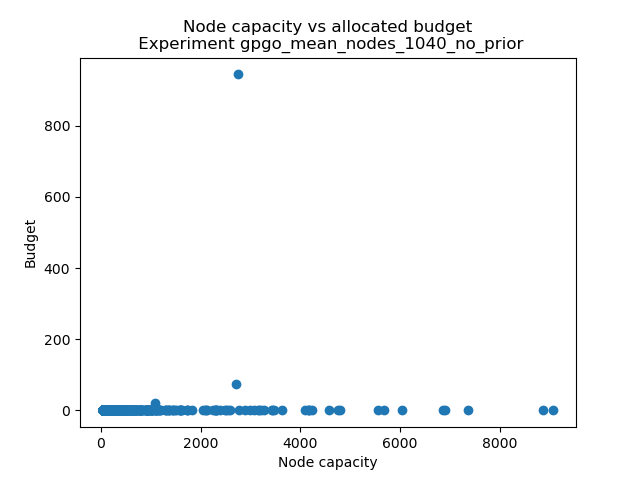 Node capacity vs allocated budget
Experiment gpgo_mean_nodes_1040_no_prior
800
600
400
200
0
Budget
0 2000 4000 6000 8000
Node capacity